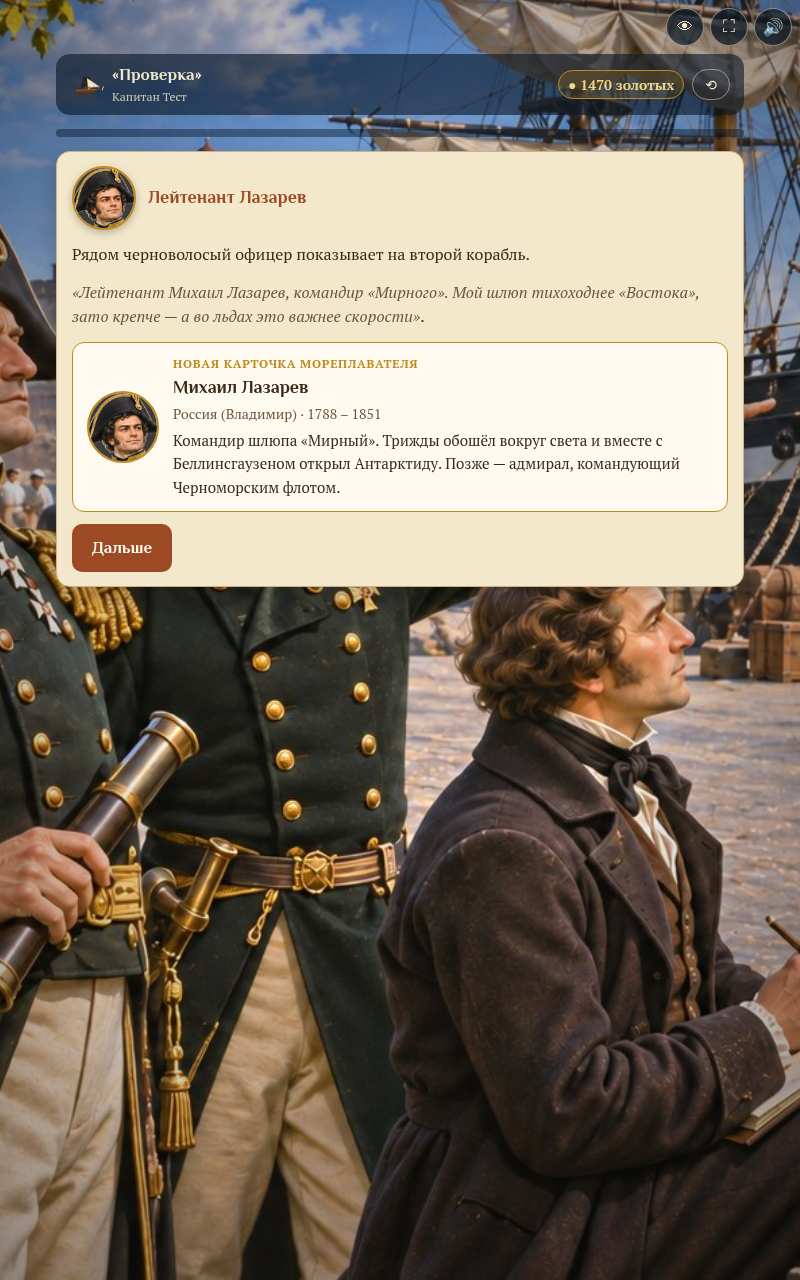 «Проверка»
Капитан Тест
● 1470 золотых
Лейтенант Лазарев
Рядом черноволосый офицер показывает на второй корабль.
«Лейтенант Михаил Лазарев, командир «Мирного». Мой шлюп тихоходнее «Востока»,
зато крепче — а во льдах это важнее скорости».
НОВАЯ КАРТОЧКА МОРЕПЛАВАТЕЛЯ
Михаил Лазарев
Россия (Владимир) · 1788 – 1851
Командир шлюпа «Мирный». Трижды обошёл вокруг света и вместе с
Беллинсгаузеном открыл Антарктиду. Позже — адмирал, командующий
Черноморским флотом.
Дальше